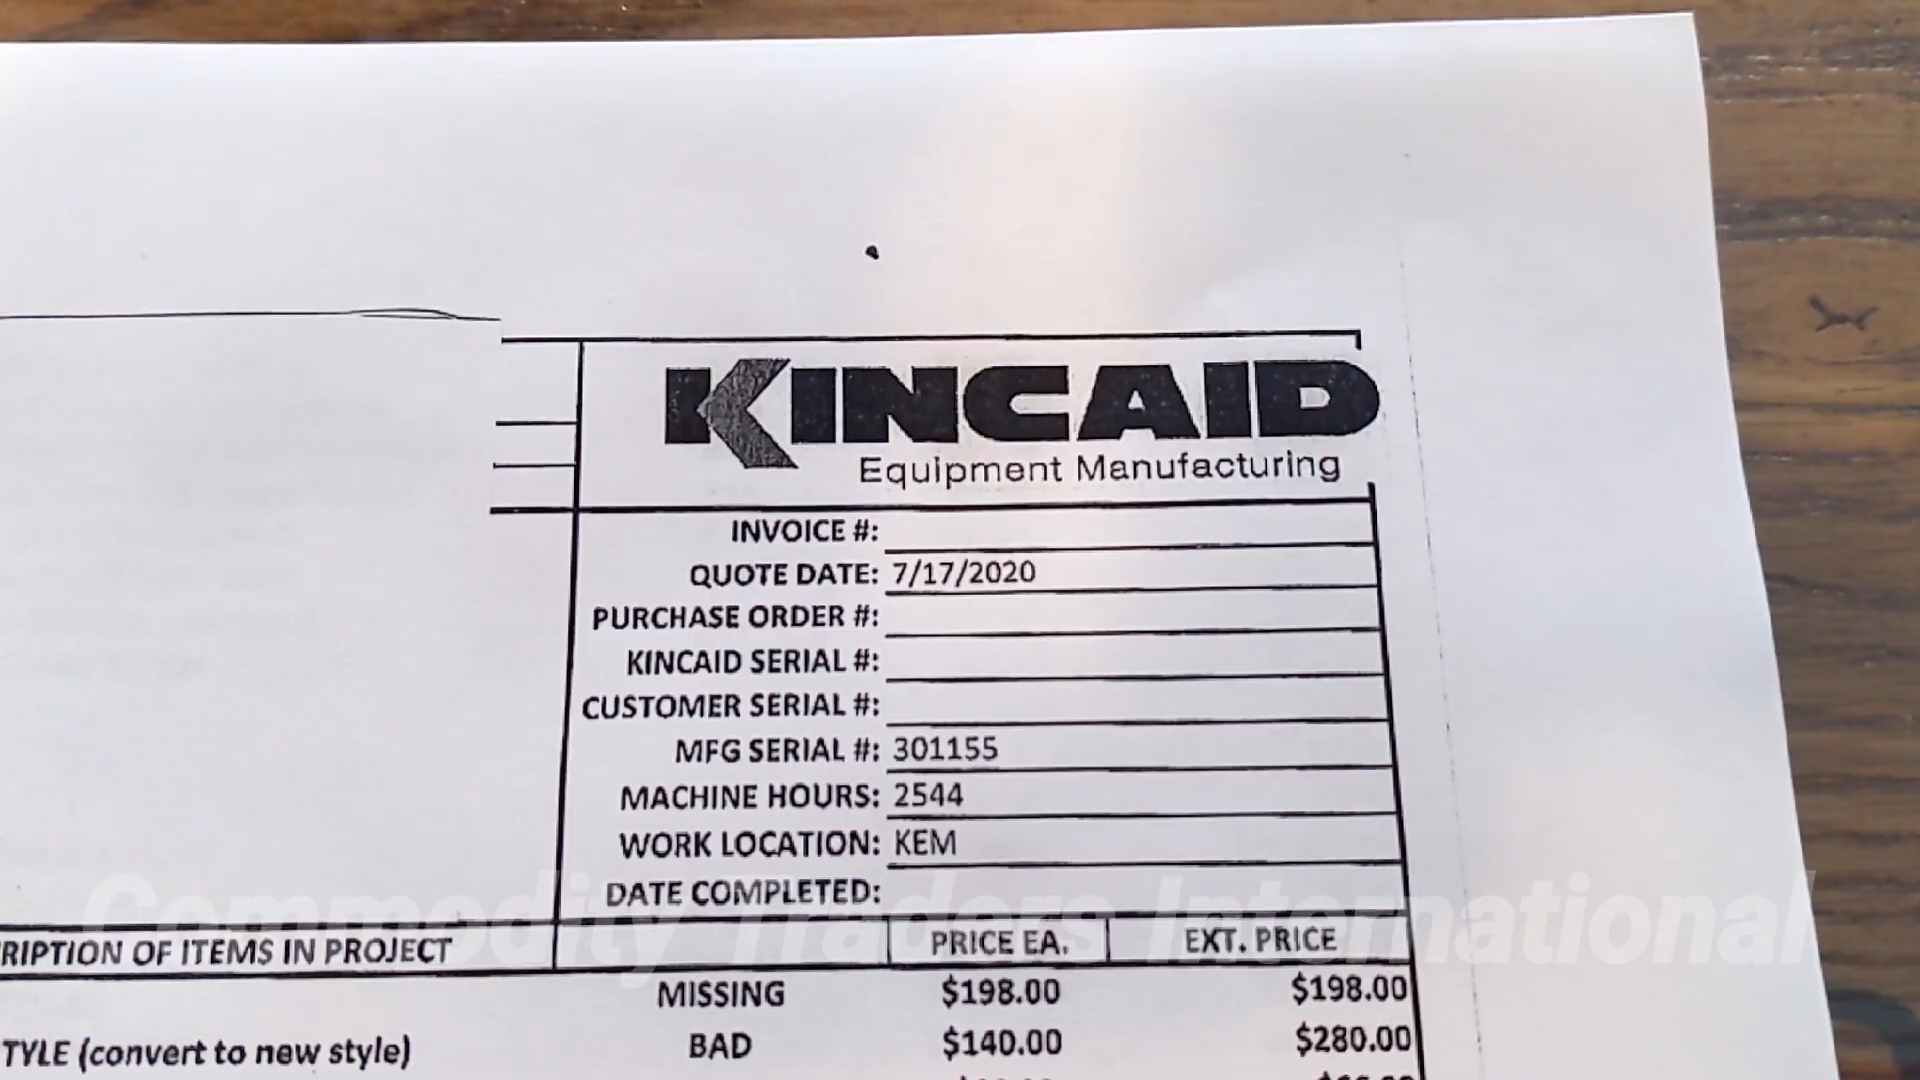 KINCAID
Equipment Manufacturing
INVOICE #:
QUOTE DATE: 7/17/2020
PURCHASE ORDER #:
KINCAID SERIAL #:
CUSTOMER SERIAL #:
MFG SERIAL #: 301155
MACHINE HOURS: 2544
WORK LOCATION: KEM
DATE COMPLETED:
Commodity Traders International
RIPTION OF ITEMS IN PROJECT PRICE EA. EXT. PRICE
MISSING $198.00 $198.00
TYLE (convert to new style) BAD $140.00 $280.00